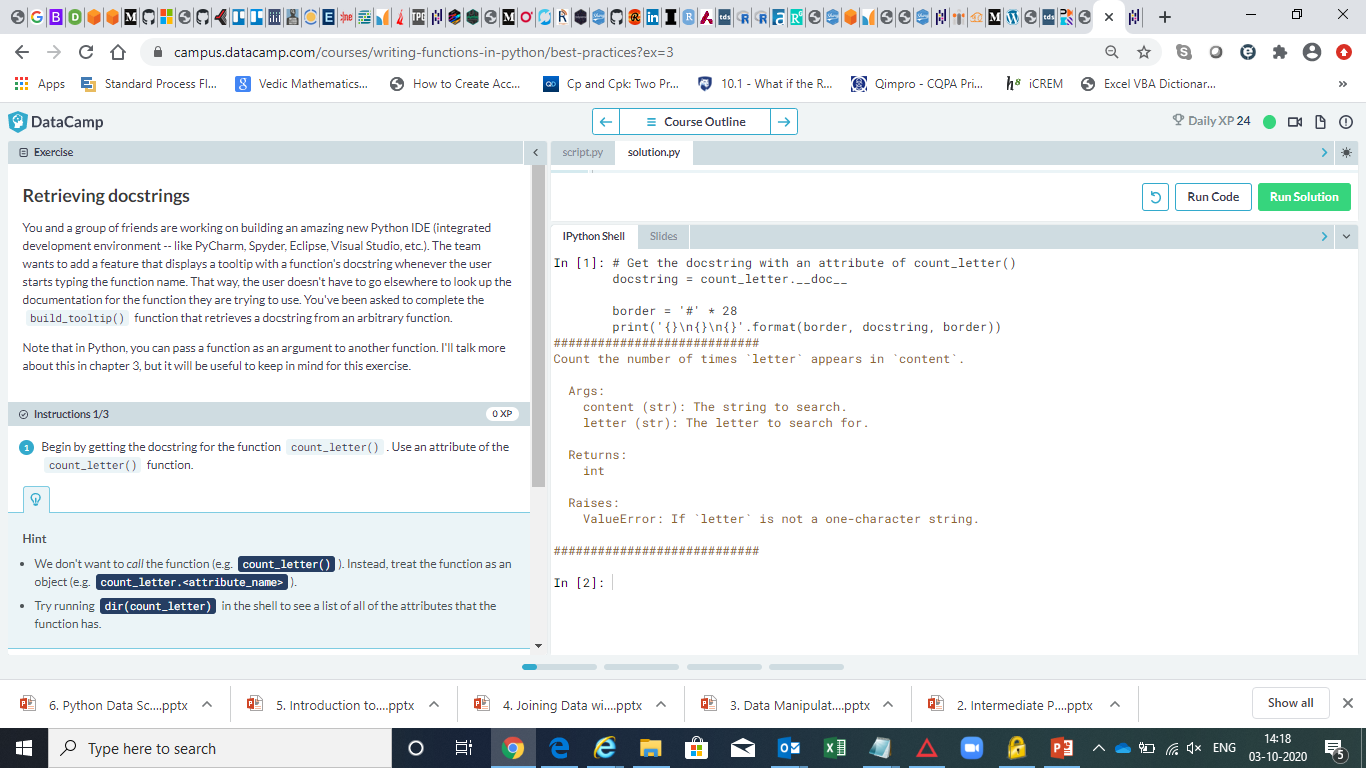 campus.datacamp.com/courses/writing-functions-in-python/best-practices?ex=3
Apps
Standard Process Fl...
Vedic Mathematics...
How to Create Acc...
Cp and Cpk: Two Pr...
10.1 - What if the R...
Qimpro - CQPA Pri...
iCREM
Excel VBA Dictionar...
»
DataCamp
Course Outline
Daily XP 24
Exercise
script.py
solution.py
Retrieving docstrings
You and a group of friends are working on building an amazing new Python IDE (integrated
development environment -- like PyCharm, Spyder, Eclipse, Visual Studio, etc.). The team
wants to add a feature that displays a tooltip with a function's docstring whenever the user
starts typing the function name. That way, the user doesn't have to go elsewhere to look up the
documentation for the function they are trying to use. You've been asked to complete the
build_tooltip() function that retrieves a docstring from an arbitrary function.
Note that in Python, you can pass a function as an argument to another function. I'll talk more
about this in chapter 3, but it will be useful to keep in mind for this exercise.
Instructions 1/3
0 XP
1 Begin by getting the docstring for the function count_letter() . Use an attribute of the
count_letter() function.
Hint
• We don't want to call the function (e.g. count_letter() ). Instead, treat the function as an
object (e.g. count_letter.<attribute_name> ).
• Try running dir(count_letter) in the shell to see a list of all of the attributes that the
function has.
Run Code
Run Solution
IPython Shell
Slides
In [1]: # Get the docstring with an attribute of count_letter()
docstring = count_letter.__doc__
border = '#' * 28
print('{}\n{}\n{}'.format(border, docstring, border))
############################
Count the number of times `letter` appears in `content`.
Args:
content (str): The string to search.
letter (str): The letter to search for.
Returns:
int
Raises:
ValueError: If `letter` is not a one-character string.
############################
In [2]:
6. Python Data Sc....pptx
5. Introduction to....pptx
4. Joining Data wi....pptx
3. Data Manipulat....pptx
2. Intermediate P....pptx
Show all
Type here to search
ENG
14:18
03-10-2020
5